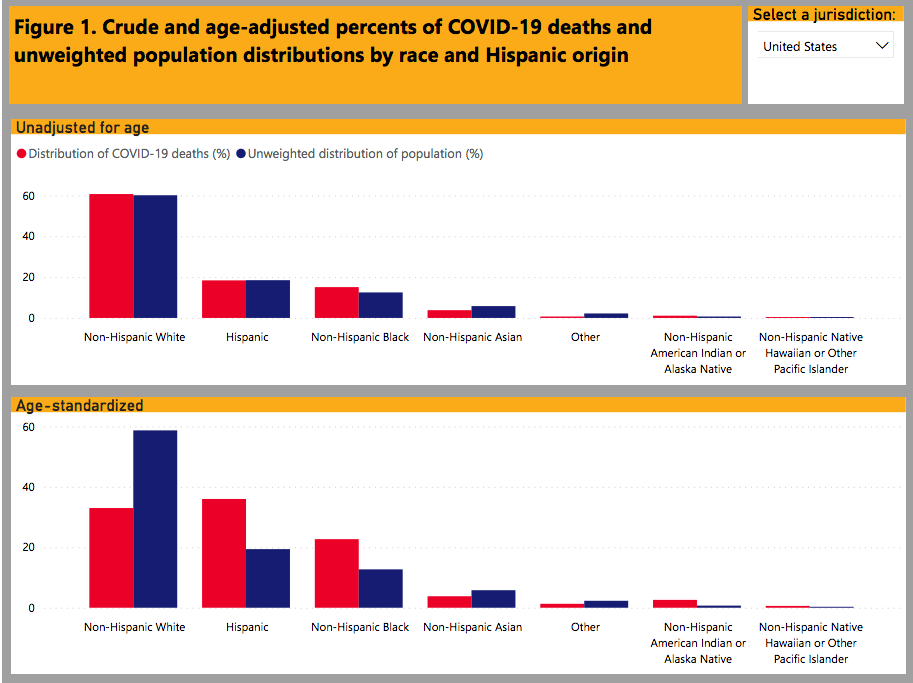 Figure 1. Crude and age-adjusted percents of COVID-19 deaths and
unweighted population distributions by race and Hispanic origin
Select a jurisdiction:
United States
Unadjusted for age
Distribution of COVID-19 deaths (%) Unweighted distribution of population (%)
60
40
20
0
Non-Hispanic White
Hispanic
Non-Hispanic Black
Non-Hispanic Asian
Other
Non-Hispanic
American Indian or
Alaska Native
Non-Hispanic Native
Hawaiian or Other
Pacific Islander
Age-standardized
60
40
20
0
Non-Hispanic White
Hispanic
Non-Hispanic Black
Non-Hispanic Asian
Other
Non-Hispanic
American Indian or
Alaska Native
Non-Hispanic Native
Hawaiian or Other
Pacific Islander